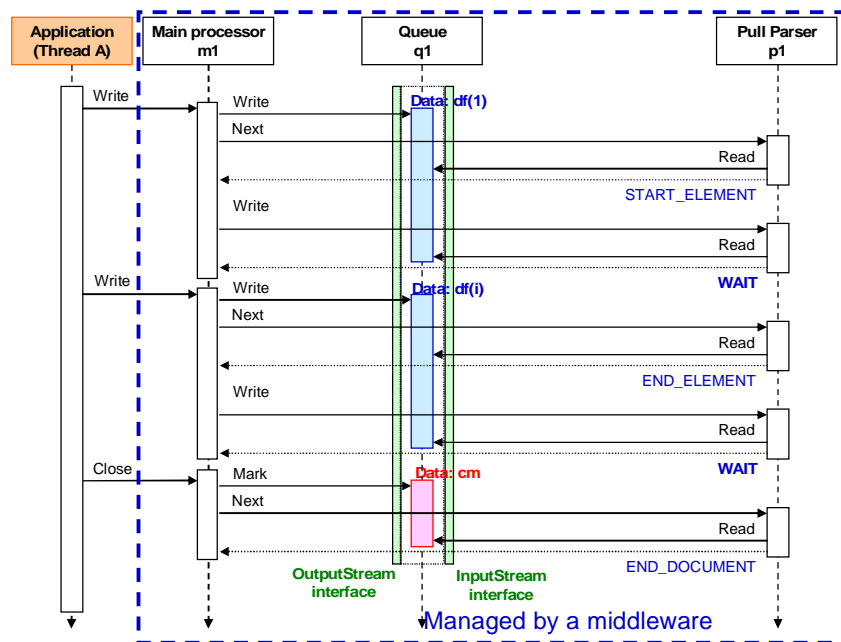 Application
(Thread A)
Main processor
m1
Queue
q1
Pull Parser
p1
Write
Write
Data: df(1)
Next
Read
START_ELEMENT
Write
Read
WAIT
Write
Write
Data: df(i)
Next
Read
END_ELEMENT
Write
Read
WAIT
Close
Mark
Data: cm
Next
Read
END_DOCUMENT
OutputStream
interface
InputStream
interface
Managed by a middleware